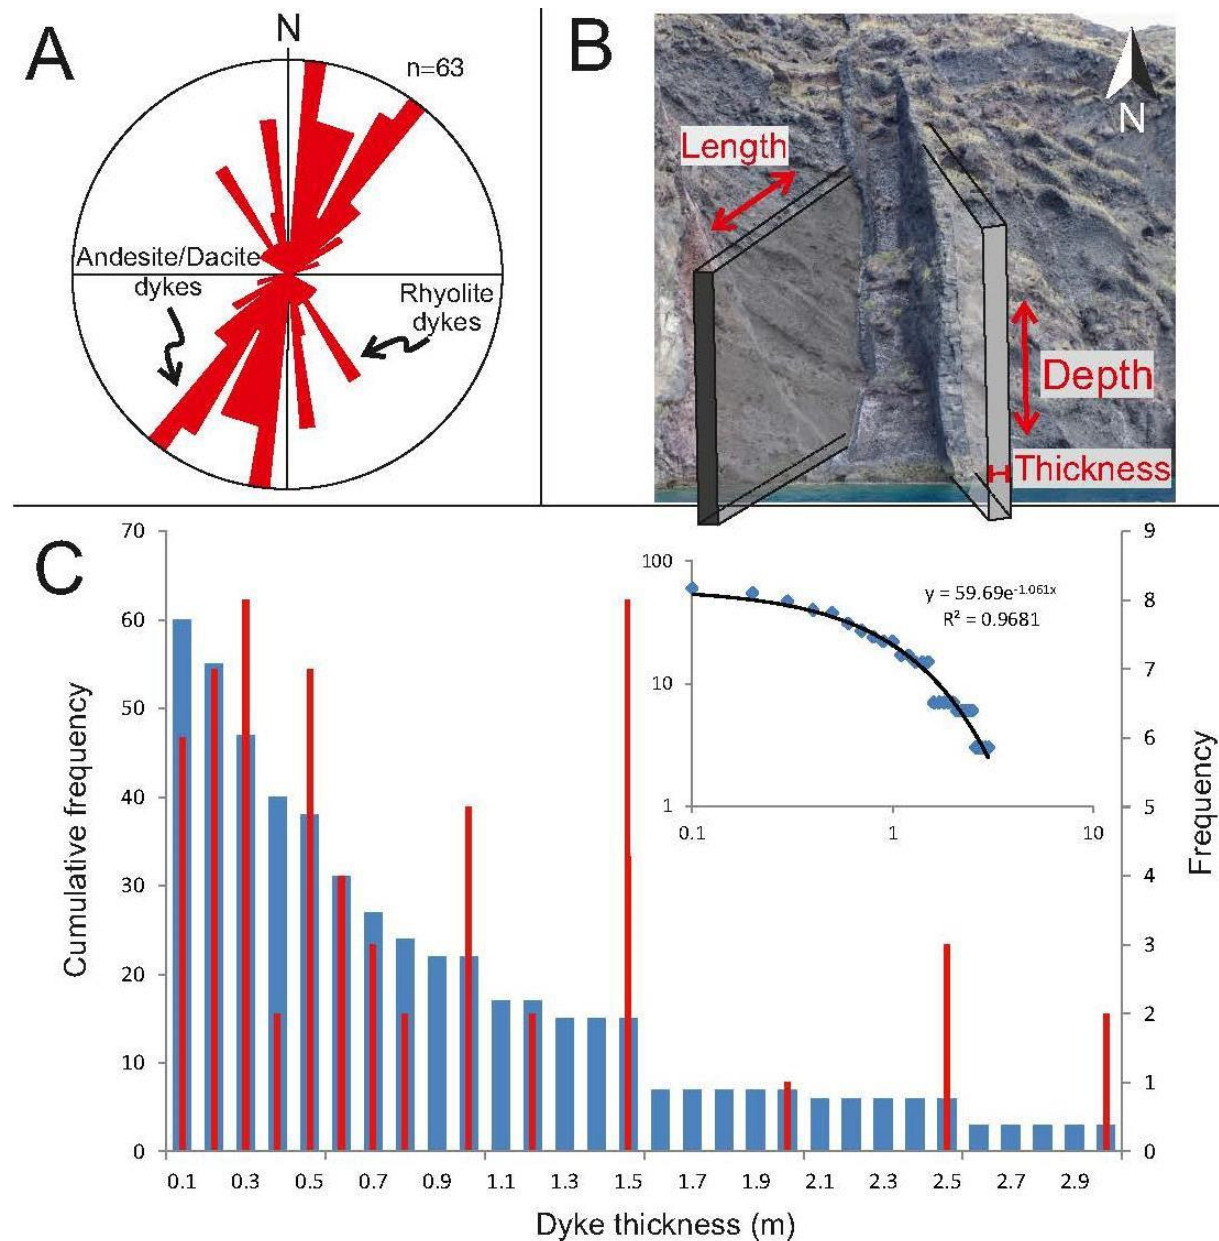 A
N
n=63
Andesite/Dacite
dykes
Rhyolite
dykes
B
N
Length
Depth
Thickness
C
70
60
50
40
30
20
10
0
Cumulative frequency
9
8
7
6
5
4
3
2
1
0
Frequency
100
10
1
0.1
1
10
y = 59.69e^-1.061x
R² = 0.9681
0.1 0.3 0.5 0.7 0.9 1.1 1.3 1.5 1.7 1.9 2.1 2.3 2.5 2.7 2.9
Dyke thickness (m)